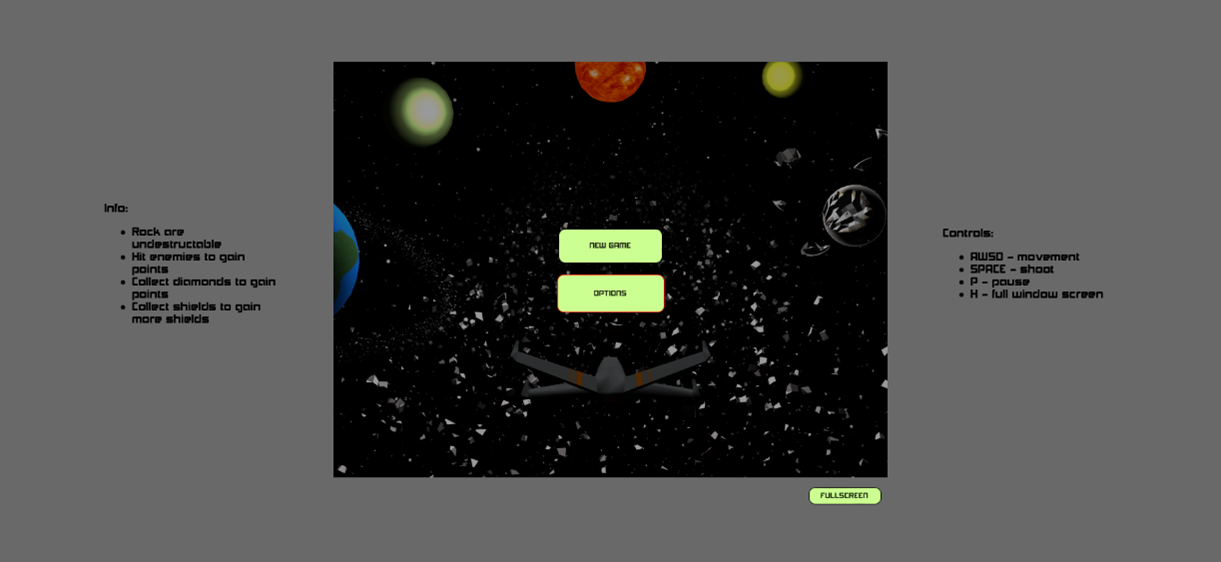 Info:
Rock are
undestructable
Hit enemies to gain
points
Collect diamonds to gain
points
Collect shields to gain
more shields
NEW GAME
OPTIONS
Controls:
AWSD - movement
SPACE - shoot
P - pause
H - full window screen
FULLSCREEN